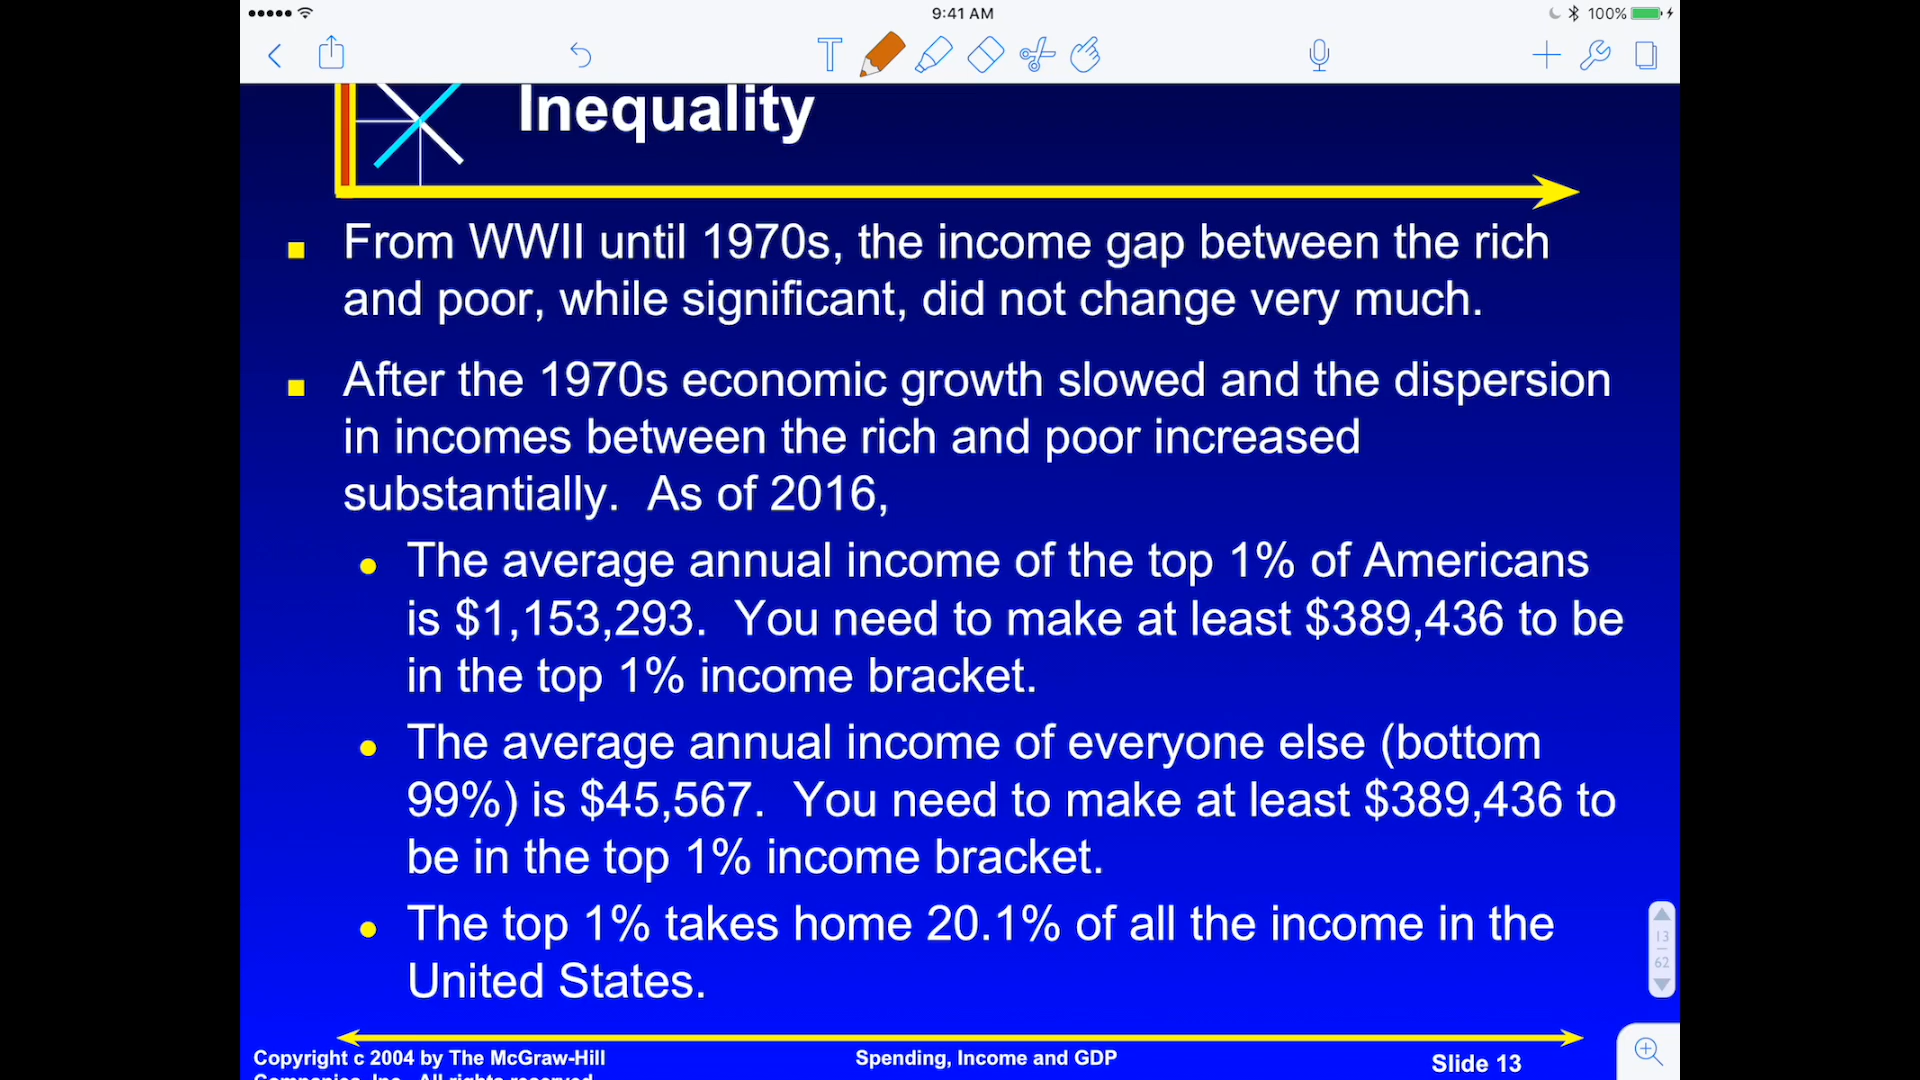 9:41 AM
100%
T
Inequality
From WWII until 1970s, the income gap between the rich
and poor, while significant, did not change very much.
After the 1970s economic growth slowed and the dispersion
in incomes between the rich and poor increased
substantially. As of 2016,
The average annual income of the top 1% of Americans
is $1,153,293. You need to make at least $389,436 to be
in the top 1% income bracket.
The average annual income of everyone else (bottom
99%) is $45,567. You need to make at least $389,436 to
be in the top 1% income bracket.
The top 1% takes home 20.1% of all the income in the
United States.
13
62
Copyright c 2004 by The McGraw-Hill
Companies, Inc. All rights reserved.
Spending, Income and GDP
Slide 13